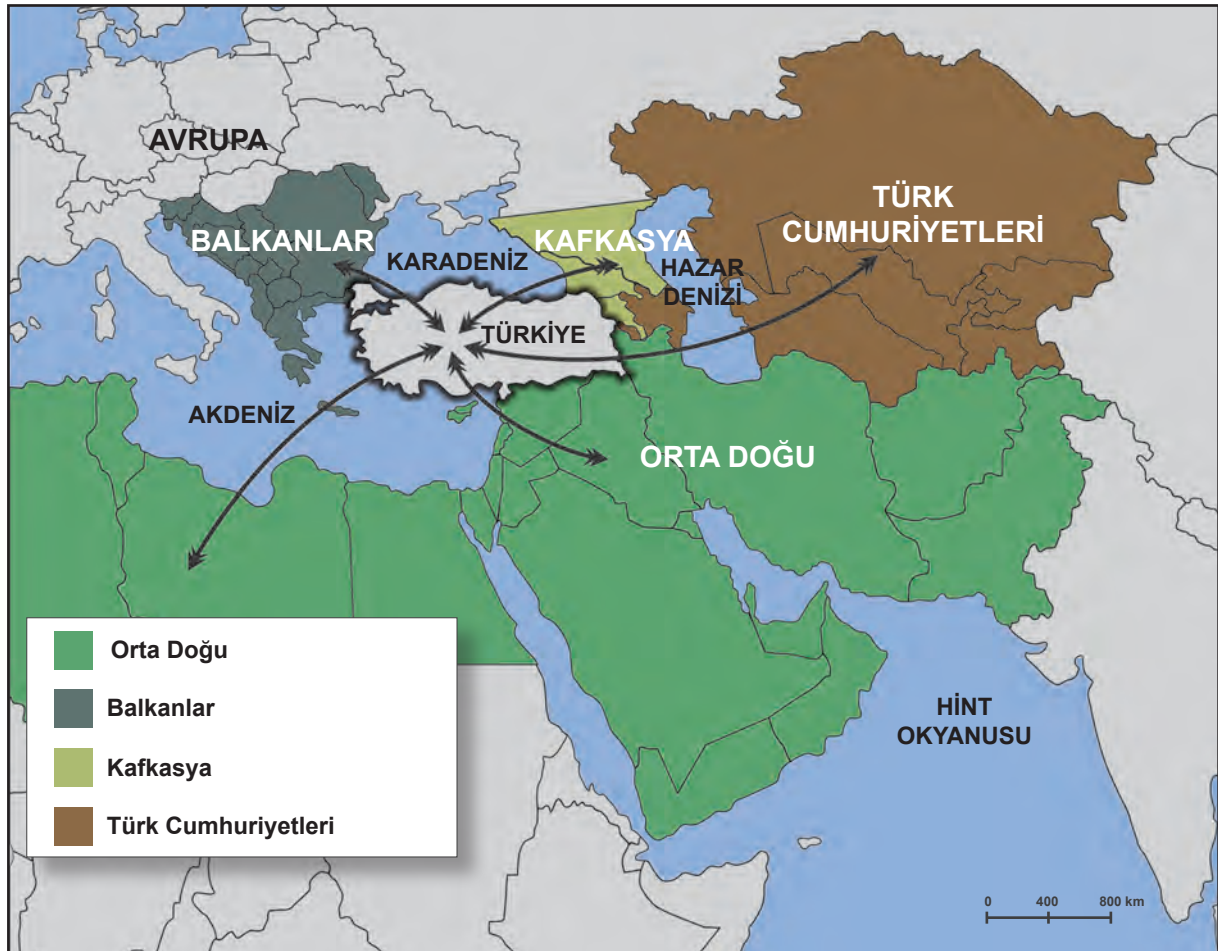 AVRUPA
BALKANLAR
KARADENİZ
KAFKASYA
HAZAR
DENİZİ
TÜRK
CUMHURİYETLERİ
TÜRKİYE
AKDENİZ
ORTA DOĞU
HİNT
OKYANUSU
Orta Doğu
Balkanlar
Kafkasya
Türk Cumhuriyetleri
0 400 800 km